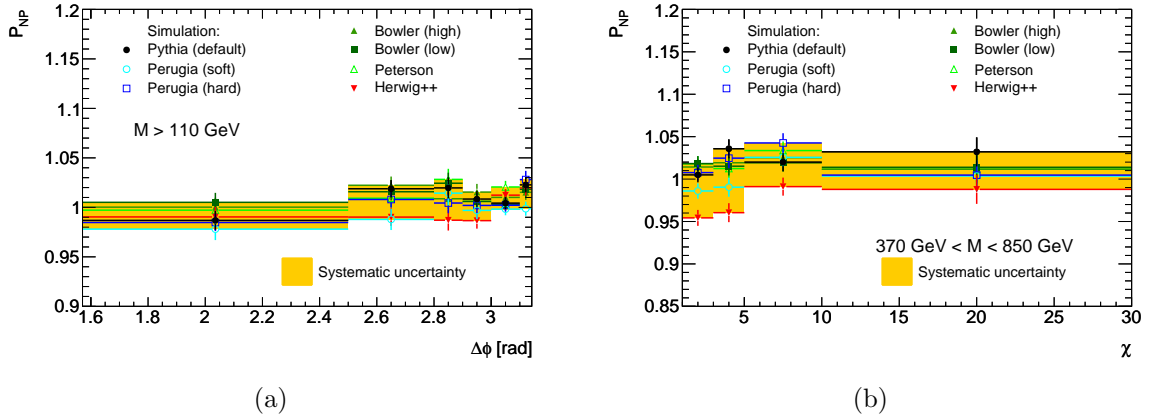 P_NP
1.2
1.15
1.1
1.05
1
0.95
0.9
Simulation:
Pythia (default)
Perugia (soft)
Perugia (hard)
Bowler (high)
Bowler (low)
Peterson
Herwig++
M > 110 GeV
Systematic uncertainty
1.6 1.8 2 2.2 2.4 2.6 2.8 3
Δϕ [rad]
(a)
P_NP
1.2
1.15
1.1
1.05
1
0.95
0.9
0.85
Simulation:
Pythia (default)
Perugia (soft)
Perugia (hard)
Bowler (high)
Bowler (low)
Peterson
Herwig++
370 GeV < M < 850 GeV
Systematic uncertainty
5 10 15 20 25 30
χ
(b)